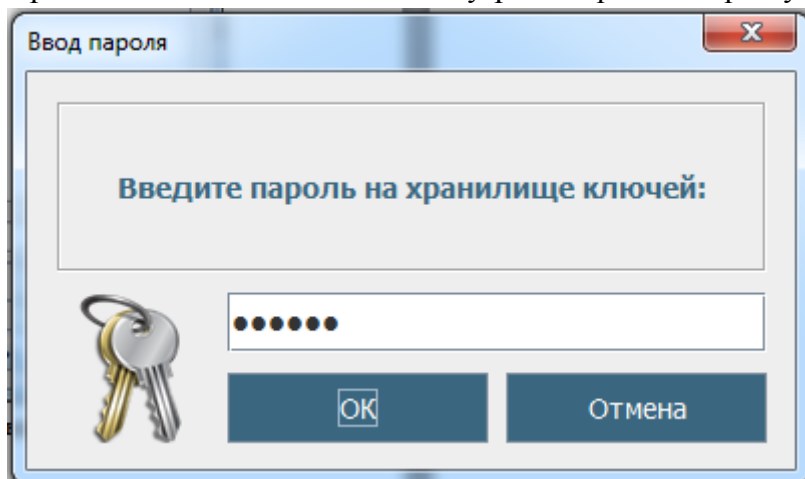 Ввод пароля
Введите пароль на хранилище ключей:
●●●●●●
ОК
Отмена